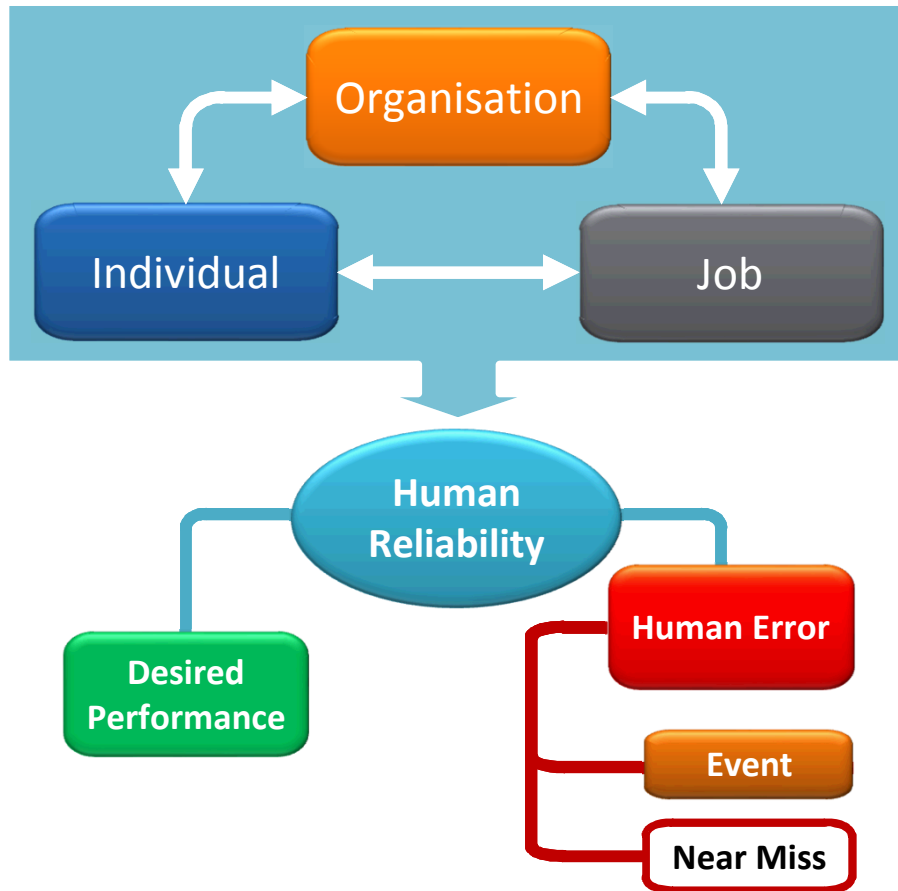 Organisation
Individual
Job
Human
Reliability
Desired
Performance
Human Error
Event
Near Miss